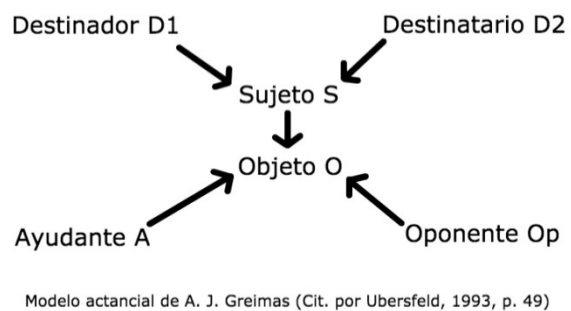 Destinador D1
Destinatario D2
Sujeto S
Objeto O
Ayudante A
Oponente Op
Modelo actancial de A. J. Greimas (Cit. por Ubersfeld, 1993, p. 49)